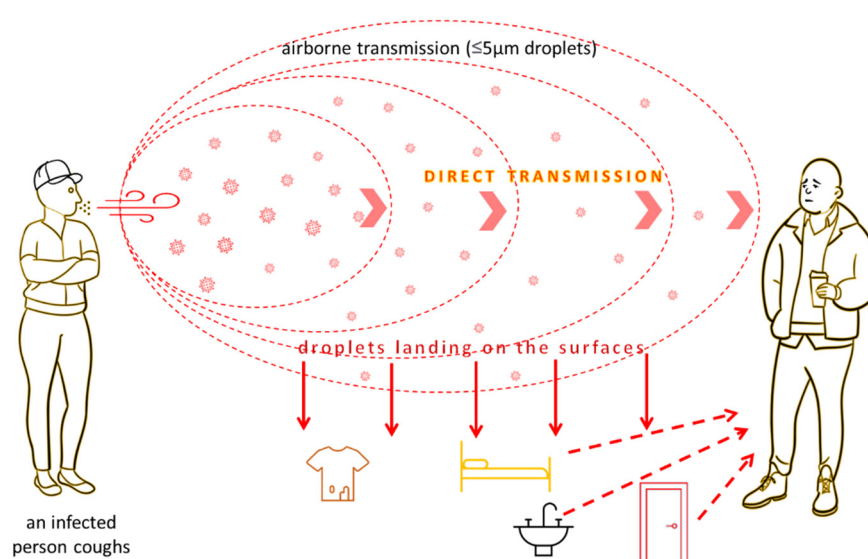 airborne transmission (≤5µm droplets)
DIRECT TRANSMISSION
droplets landing on the surfaces
an infected
person coughs